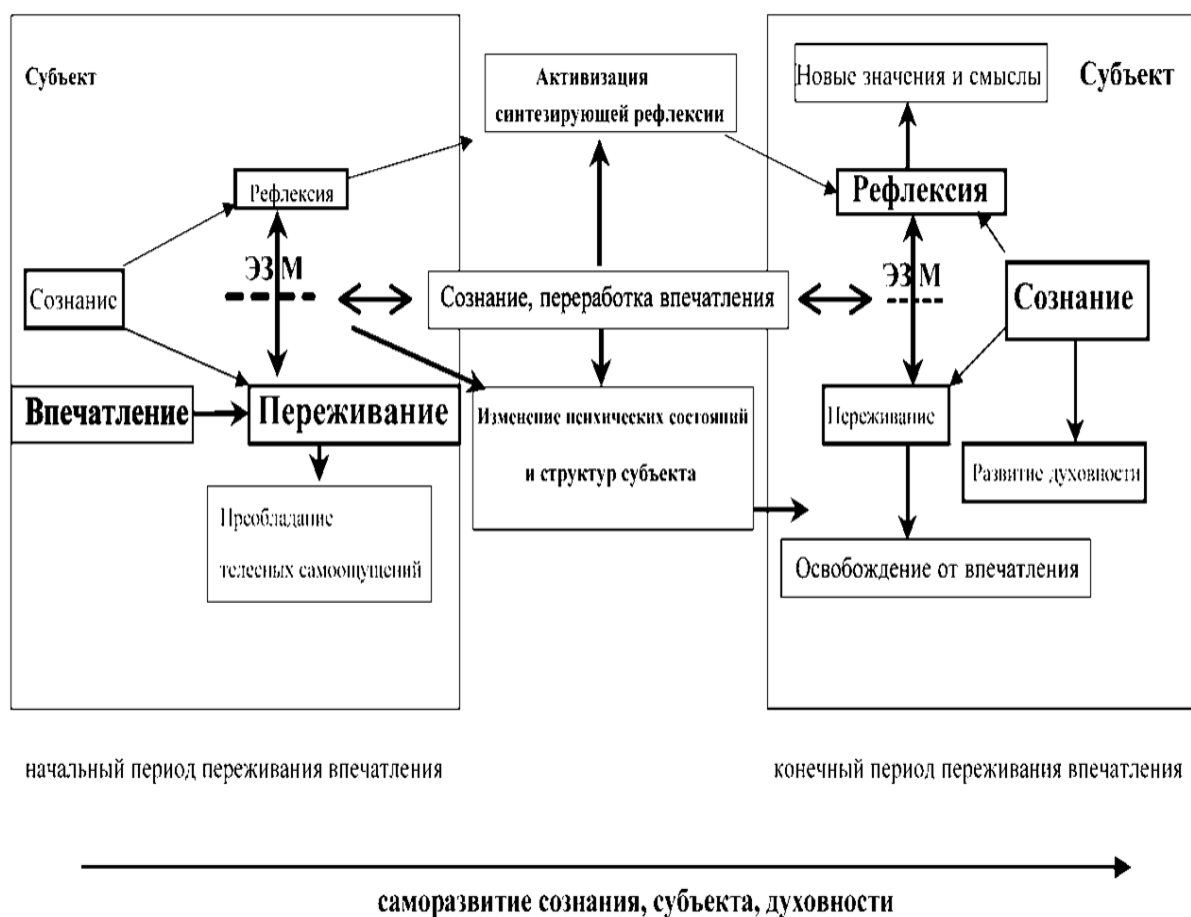 Субъект
Рефлексия
ЭЗ М
Сознание
Впечатление
Переживание
Преобладание
телесных самоощущений
Активизация
синтезирующей рефлексии
Сознание, переработка впечатления
Изменение психических состояний
и структур субъекта
Новые значения и смыслы
Субъект
Рефлексия
ЭЗ М
Сознание
Переживание
Развитие духовности
Освобождение от впечатления
начальный период переживания впечатления
конечный период переживания впечатления
саморазвитие сознания, субъекта, духовности